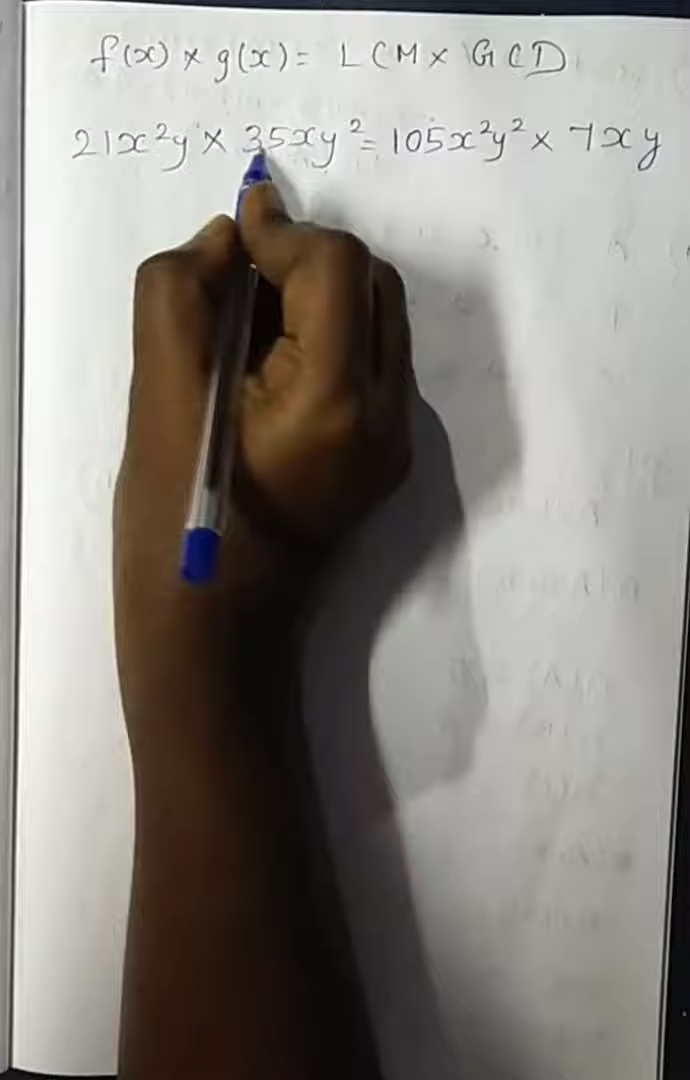 f(x) × g(x) = LCM × GCD
21x²y × 35xy² = 105x²y² × 7xy